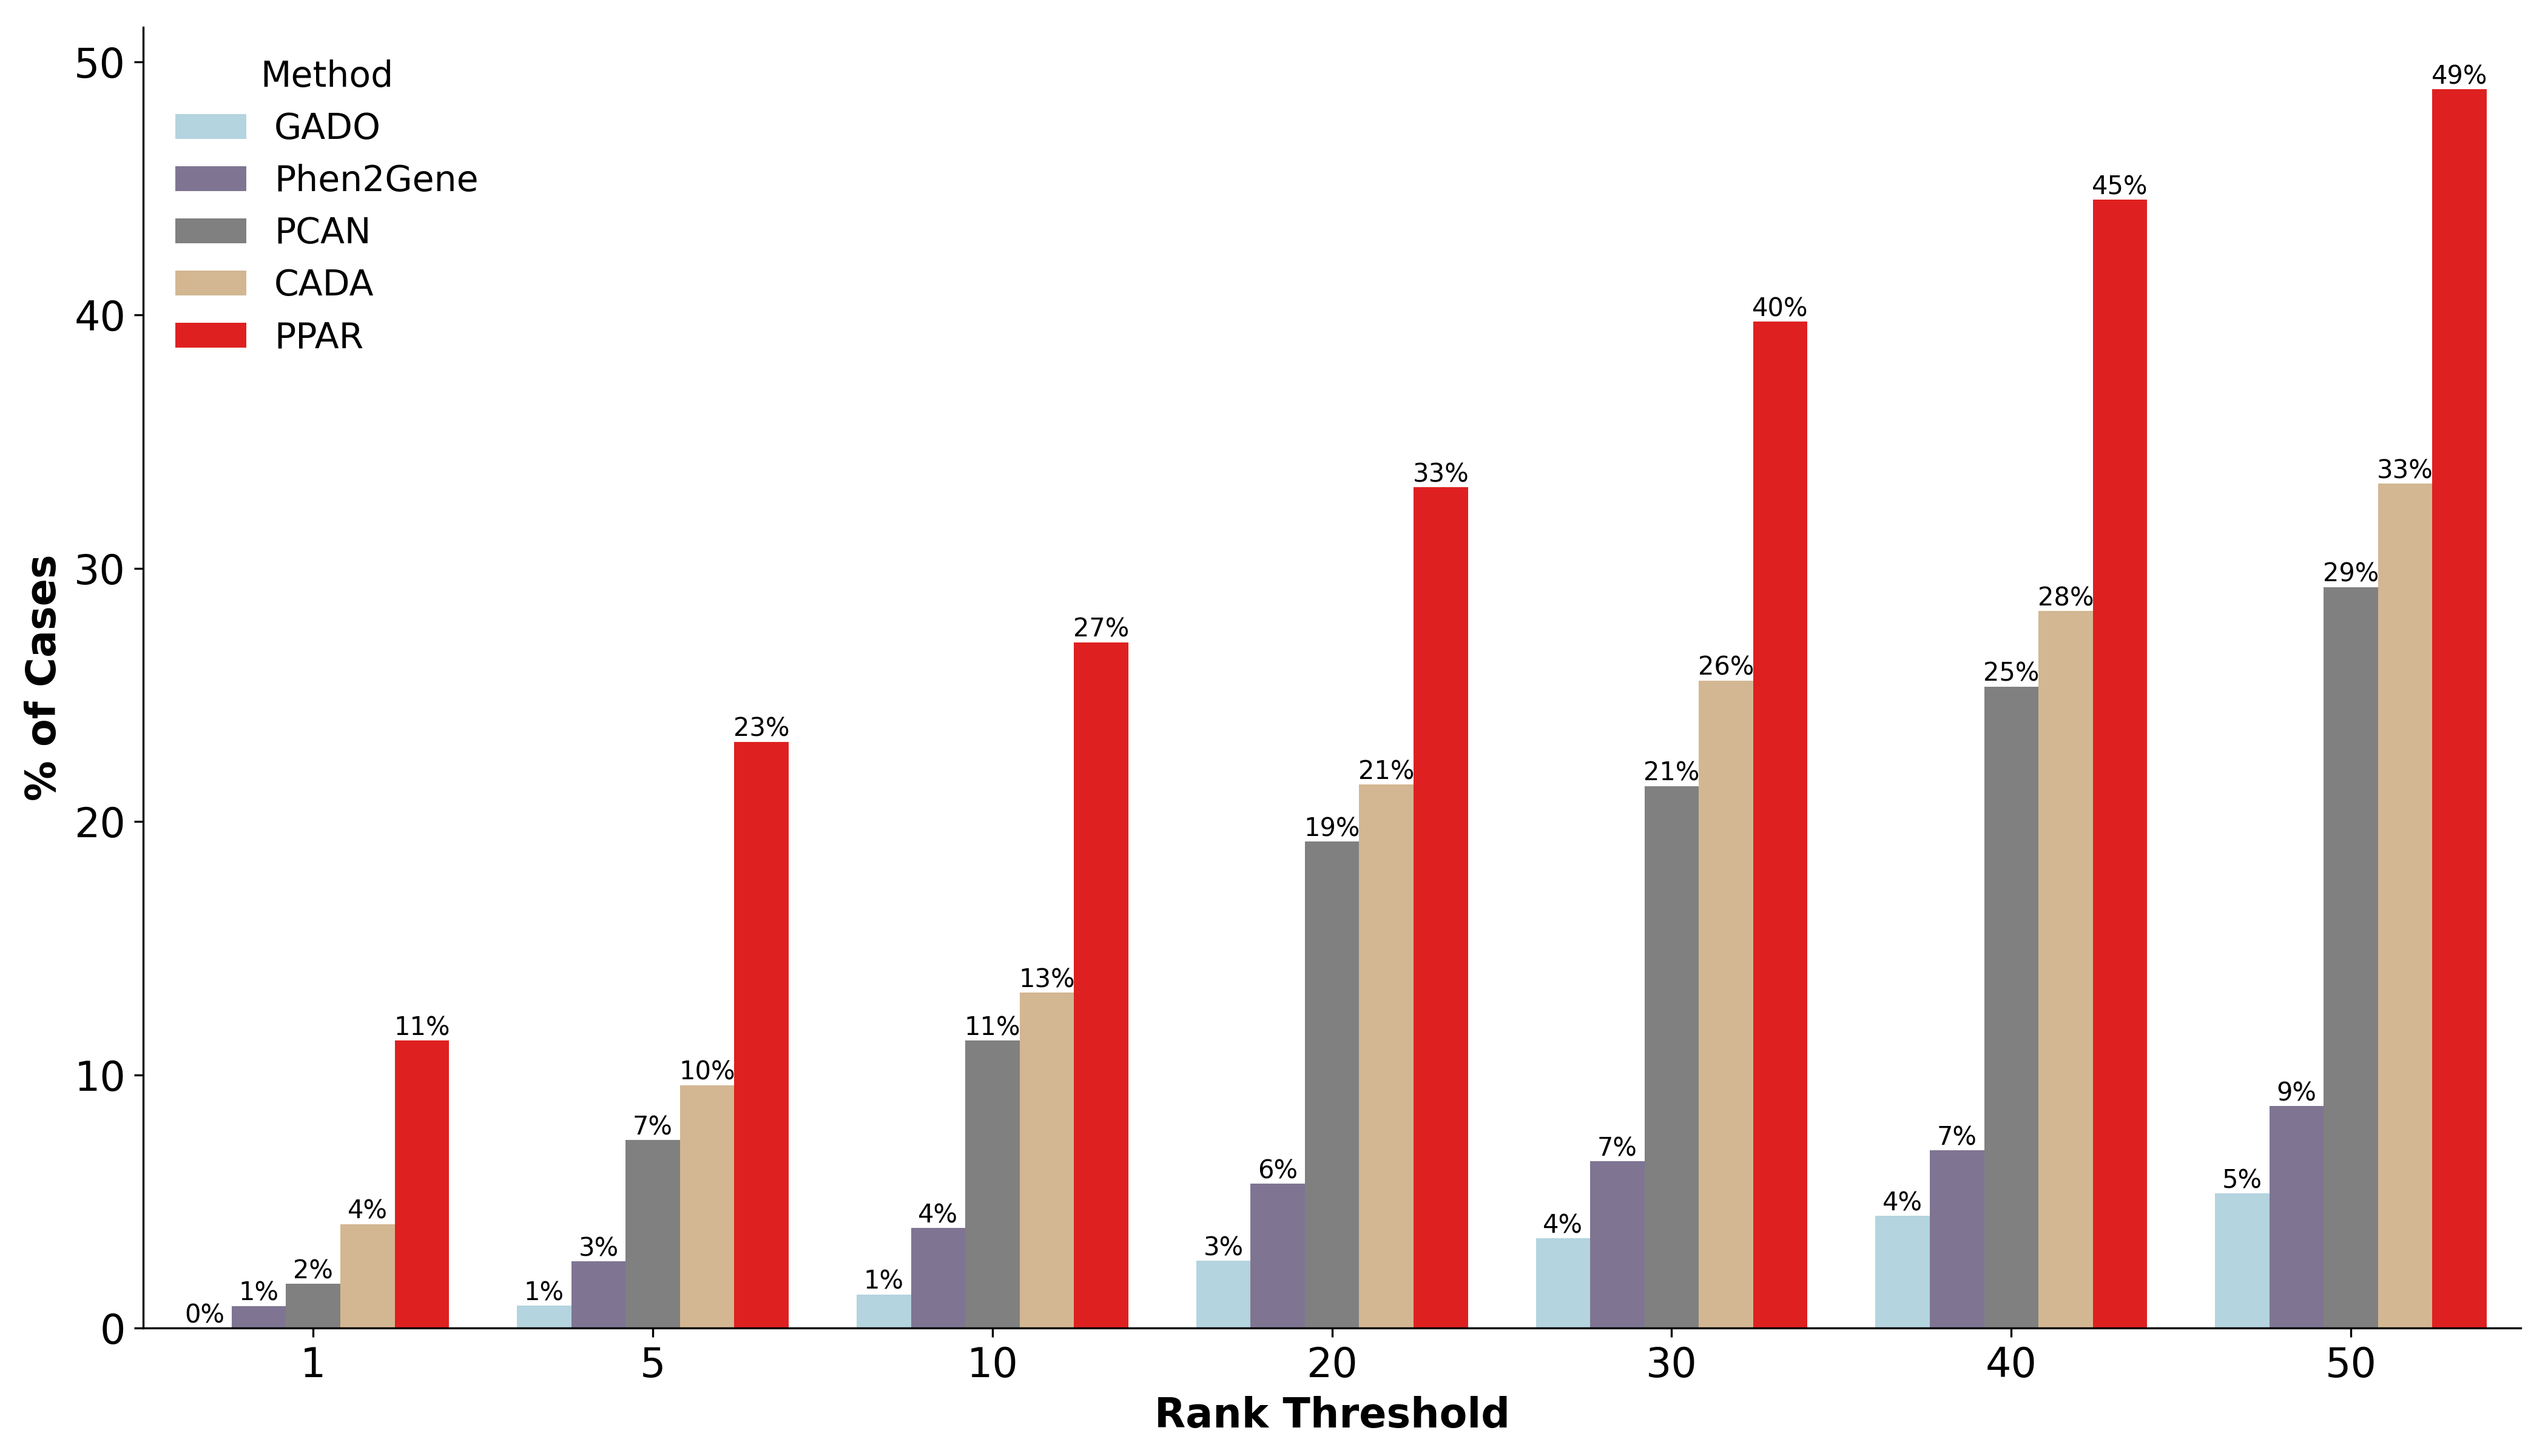 Method
GADO
Phen2Gene
PCAN
CADA
PPAR
% of Cases
50
40
30
20
10
0
0% 1% 2% 4% 11%
1% 3% 7% 10% 23%
1% 4% 11% 13% 27%
3% 6% 19% 21% 33%
4% 7% 21% 26% 40%
4% 7% 25% 28% 45%
5% 9% 29% 33% 49%
1 5 10 20 30 40 50
Rank Threshold